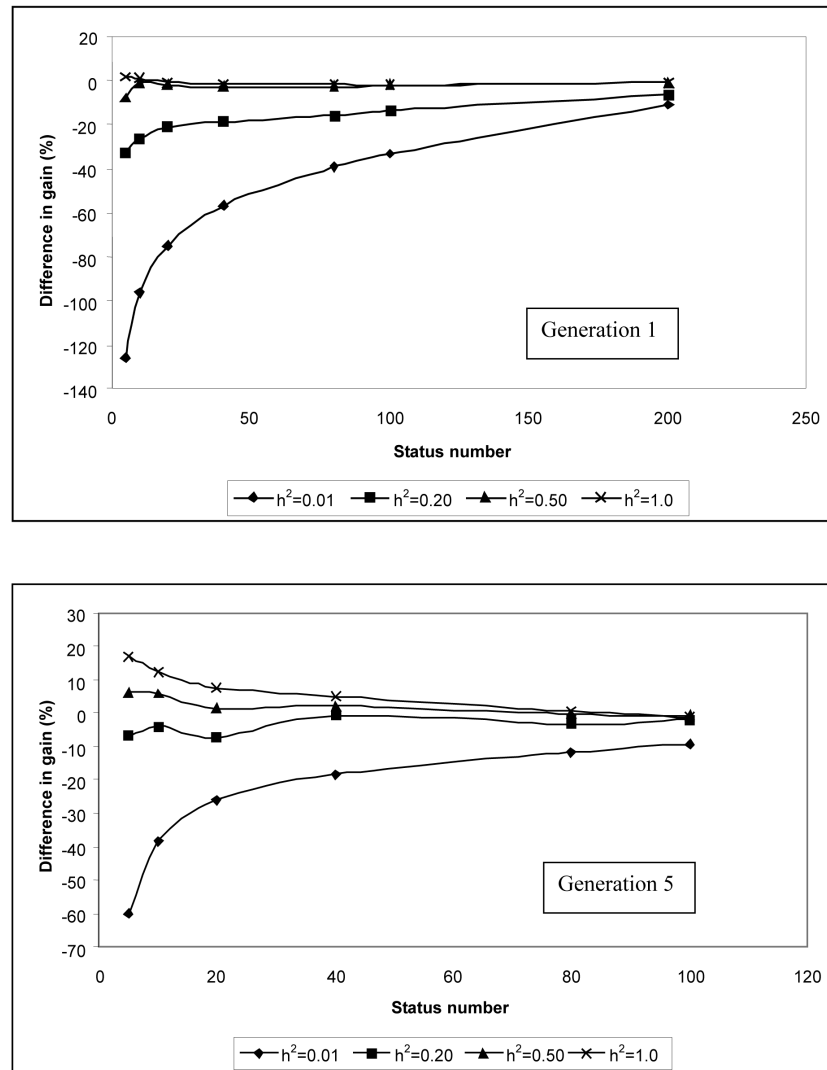 20
0
-20
-40
-60
-80
-100
-120
-140
Difference in gain (%)
Generation 1
0 50 100 150 200 250
Status number
h²=0.01 h²=0.20 h²=0.50 h²=1.0
30
20
10
0
-10
-20
-30
-40
-50
-60
-70
Difference in gain (%)
Generation 5
0 20 40 60 80 100 120
Status number
h²=0.01 h²=0.20 h²=0.50 h²=1.0